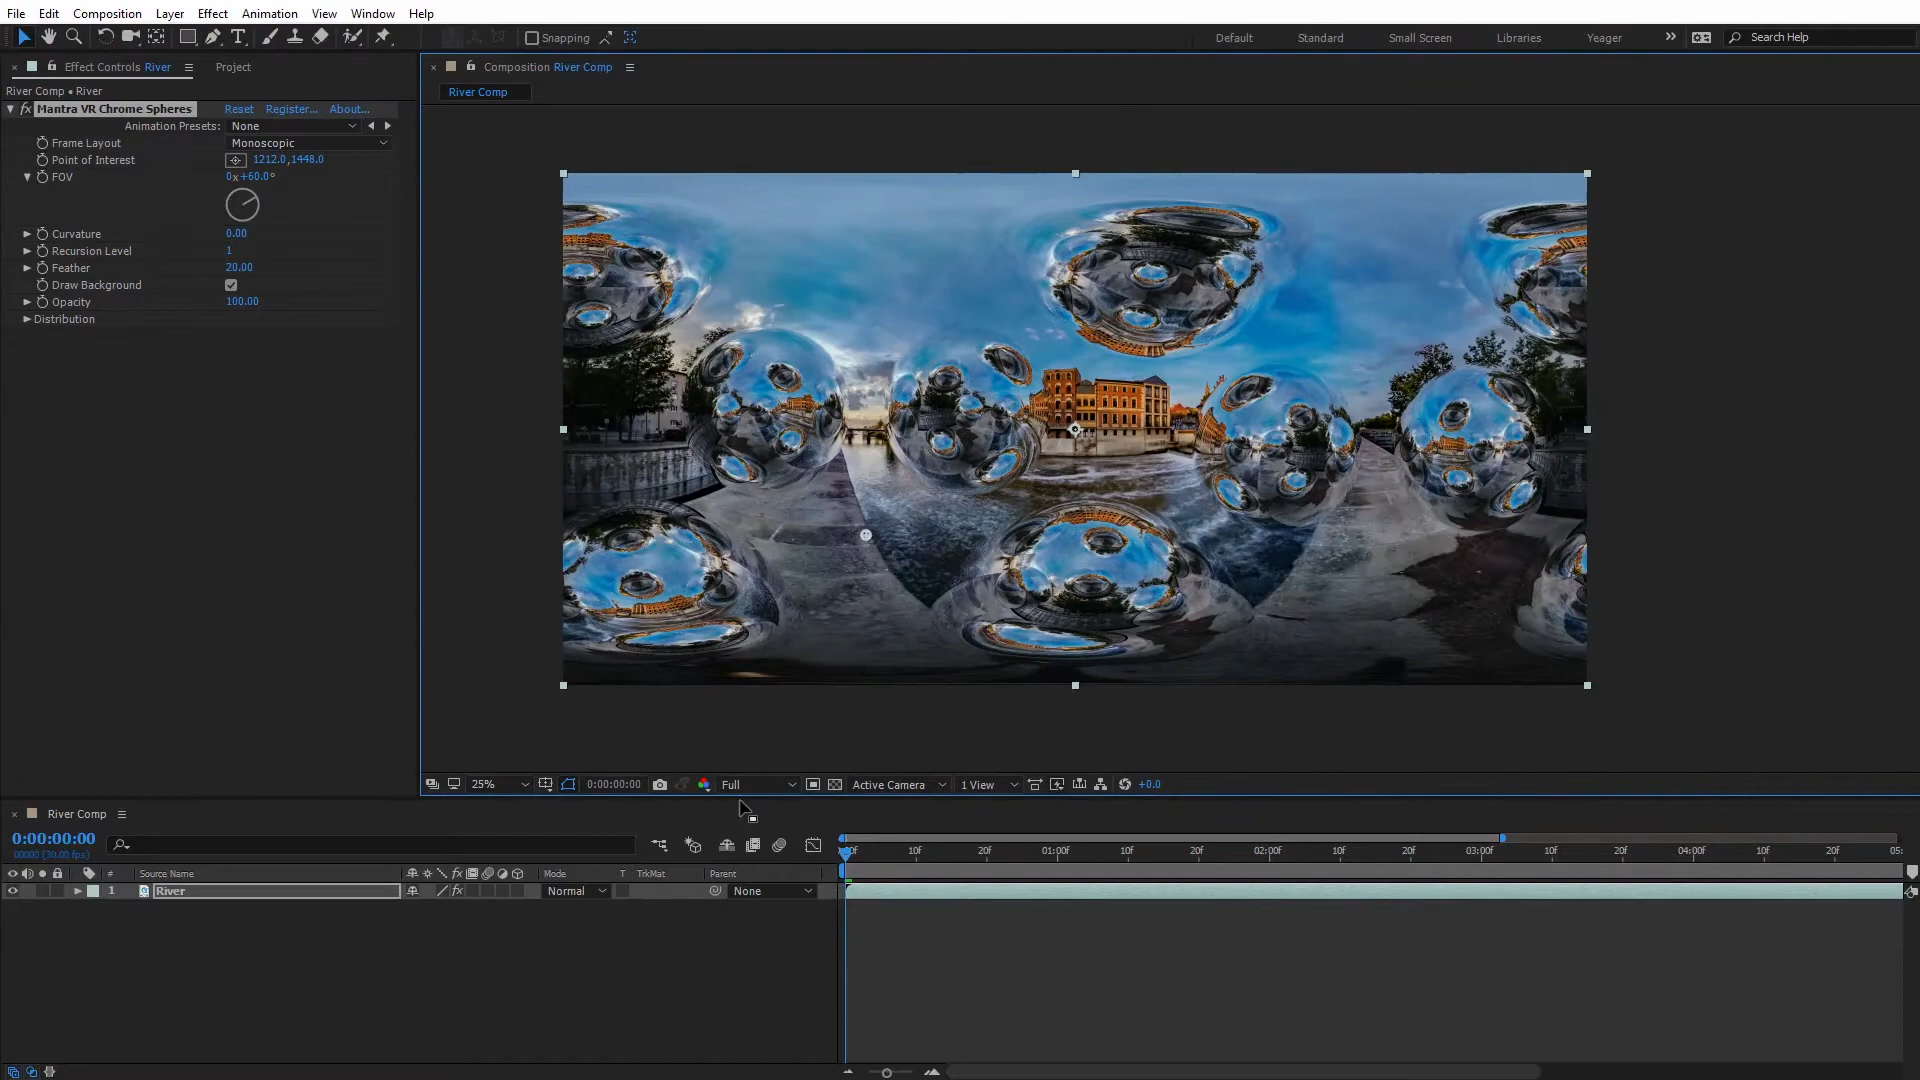 File Edit Composition Layer Effect Animation View Window Help
Snapping Default Standard Small Screen Libraries Yeager Search Help
Effect Controls River Project
Composition River Comp
River Comp • River
River Comp
fx Mantra VR Chrome Spheres Reset Register... About...
Animation Presets: None
Frame Layout Monoscopic
Point of Interest 1212.0,1448.0
FOV 0x+60.0°
Curvature 0.00
Recursion Level 1
Feather 20.00
Draw Background
Opacity 100.00
Distribution
25% 0:00:00:00 Full Active Camera 1 View +0.0
River Comp
0:00:00:00
00000 (30.00 fps)
10f 20f 01:00f 10f 20f 02:00f 10f 20f 03:00f 10f 20f 04:00f 10f 20f 05:
# Source Name Mode T TrkMat Parent
1 River Normal None